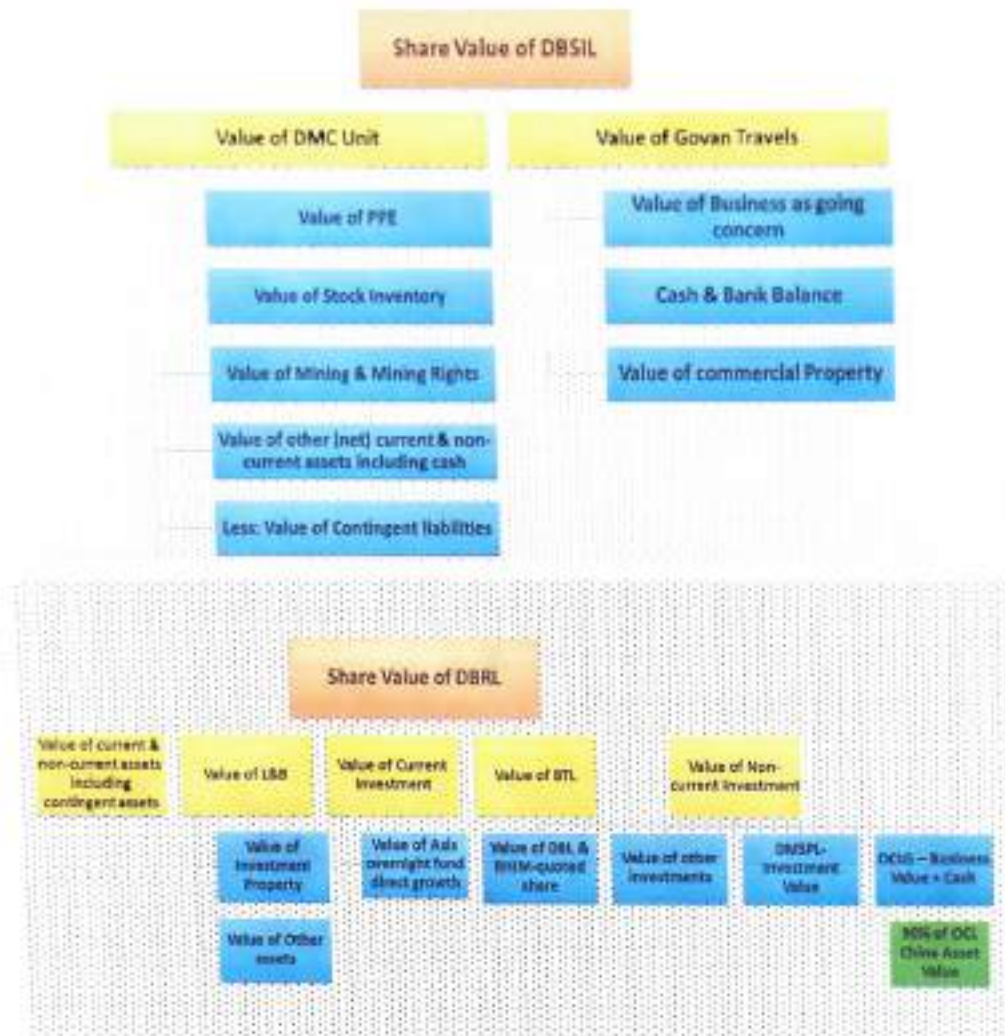 Share Value of DBSIL
Value of DMC Unit
Value of Govan Travels
Value of PPE
Value of Business as going
concern
Value of Stock Inventory
Cash & Bank Balance
Value of Mining & Mining Rights
Value of commercial Property
Value of other (net) current & non-
current assets including cash
Less: Value of Contingent liabilities
Share Value of DBRL
Value of current &
non-current assets
including
contingent assets
Value of L&B
Value of Current
Investment
Value of BTL
Value of Non-
current Investment
Value of
Investment
Property
Value of Axis
overnight fund
direct growth
Value of DBL &
quoted
share
Value of other
investments
DMSPL-
Investment
Value
Business
Value + Cash
Value of Other
assets
90% of OCL
China Asset
Value